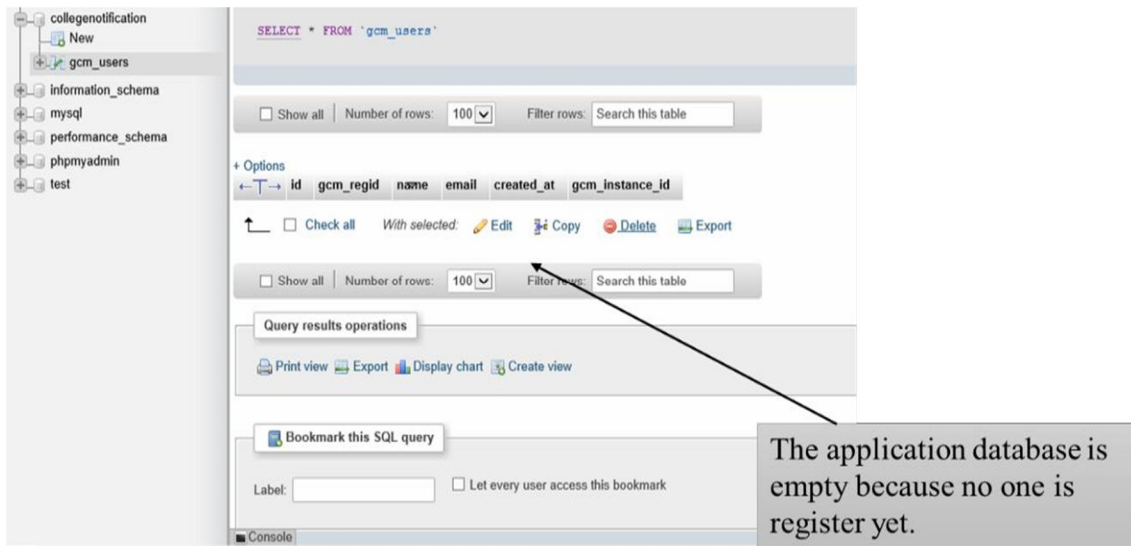 collegenotification
New
gcm_users
information_schema
mysql
performance_schema
phpmyadmin
test
SELECT * FROM `gcm_users`
Show all Number of rows: 100 Filter rows: Search this table
+ Options
←T→ id gcm_regid name email created_at gcm_instance_id
Check all With selected: Edit Copy Delete Export
Show all Number of rows: 100 Filter rows: Search this table
Query results operations
Print view Export Display chart Create view
Bookmark this SQL query
Label: Let every user access this bookmark
Console
The application database is
empty because no one is
register yet.